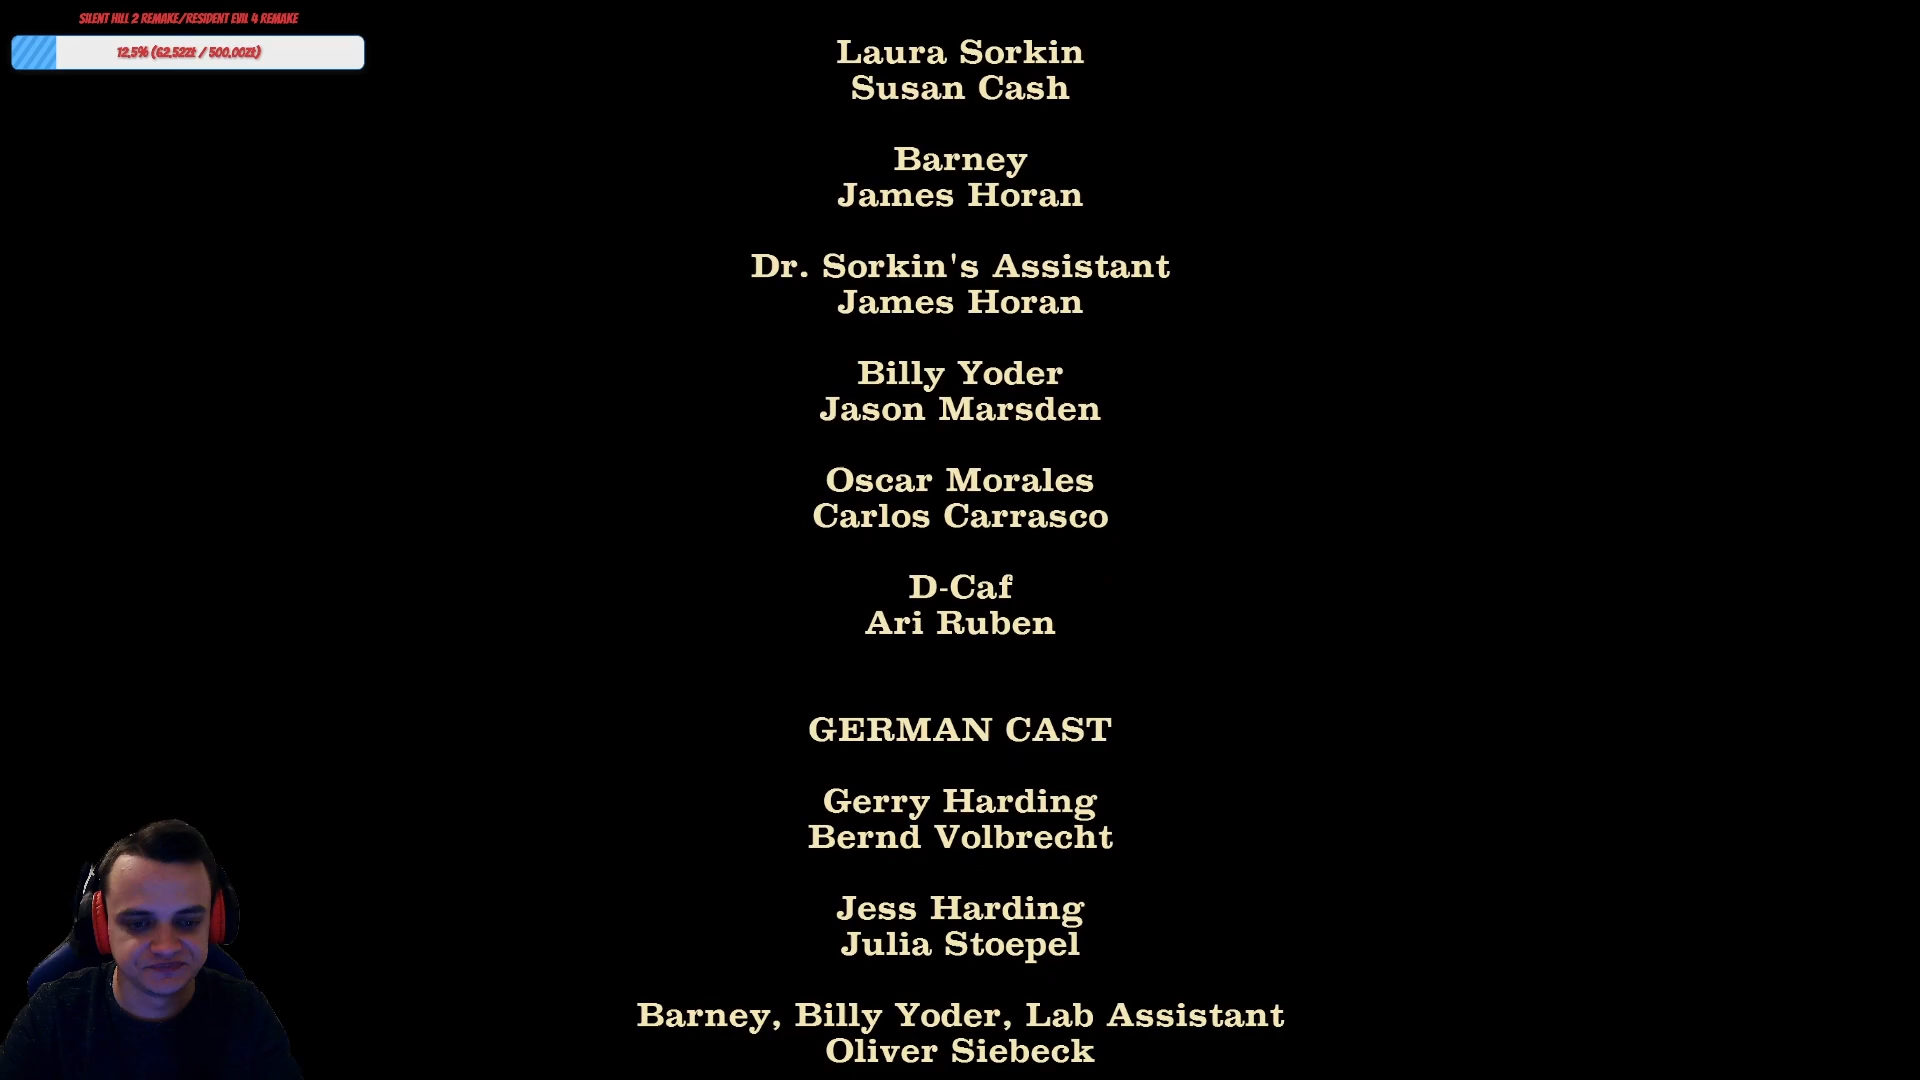 SILENT HILL 2 REMAKE/RESIDENT EVIL 4 REMAKE
12.5% (62.52zł / 500.00zł)
Laura Sorkin
Susan Cash
Barney
James Horan
Dr. Sorkin's Assistant
James Horan
Billy Yoder
Jason Marsden
Oscar Morales
Carlos Carrasco
D-Caf
Ari Ruben
GERMAN CAST
Gerry Harding
Bernd Volbrecht
Jess Harding
Julia Stoepel
Barney, Billy Yoder, Lab Assistant
Oliver Siebeck